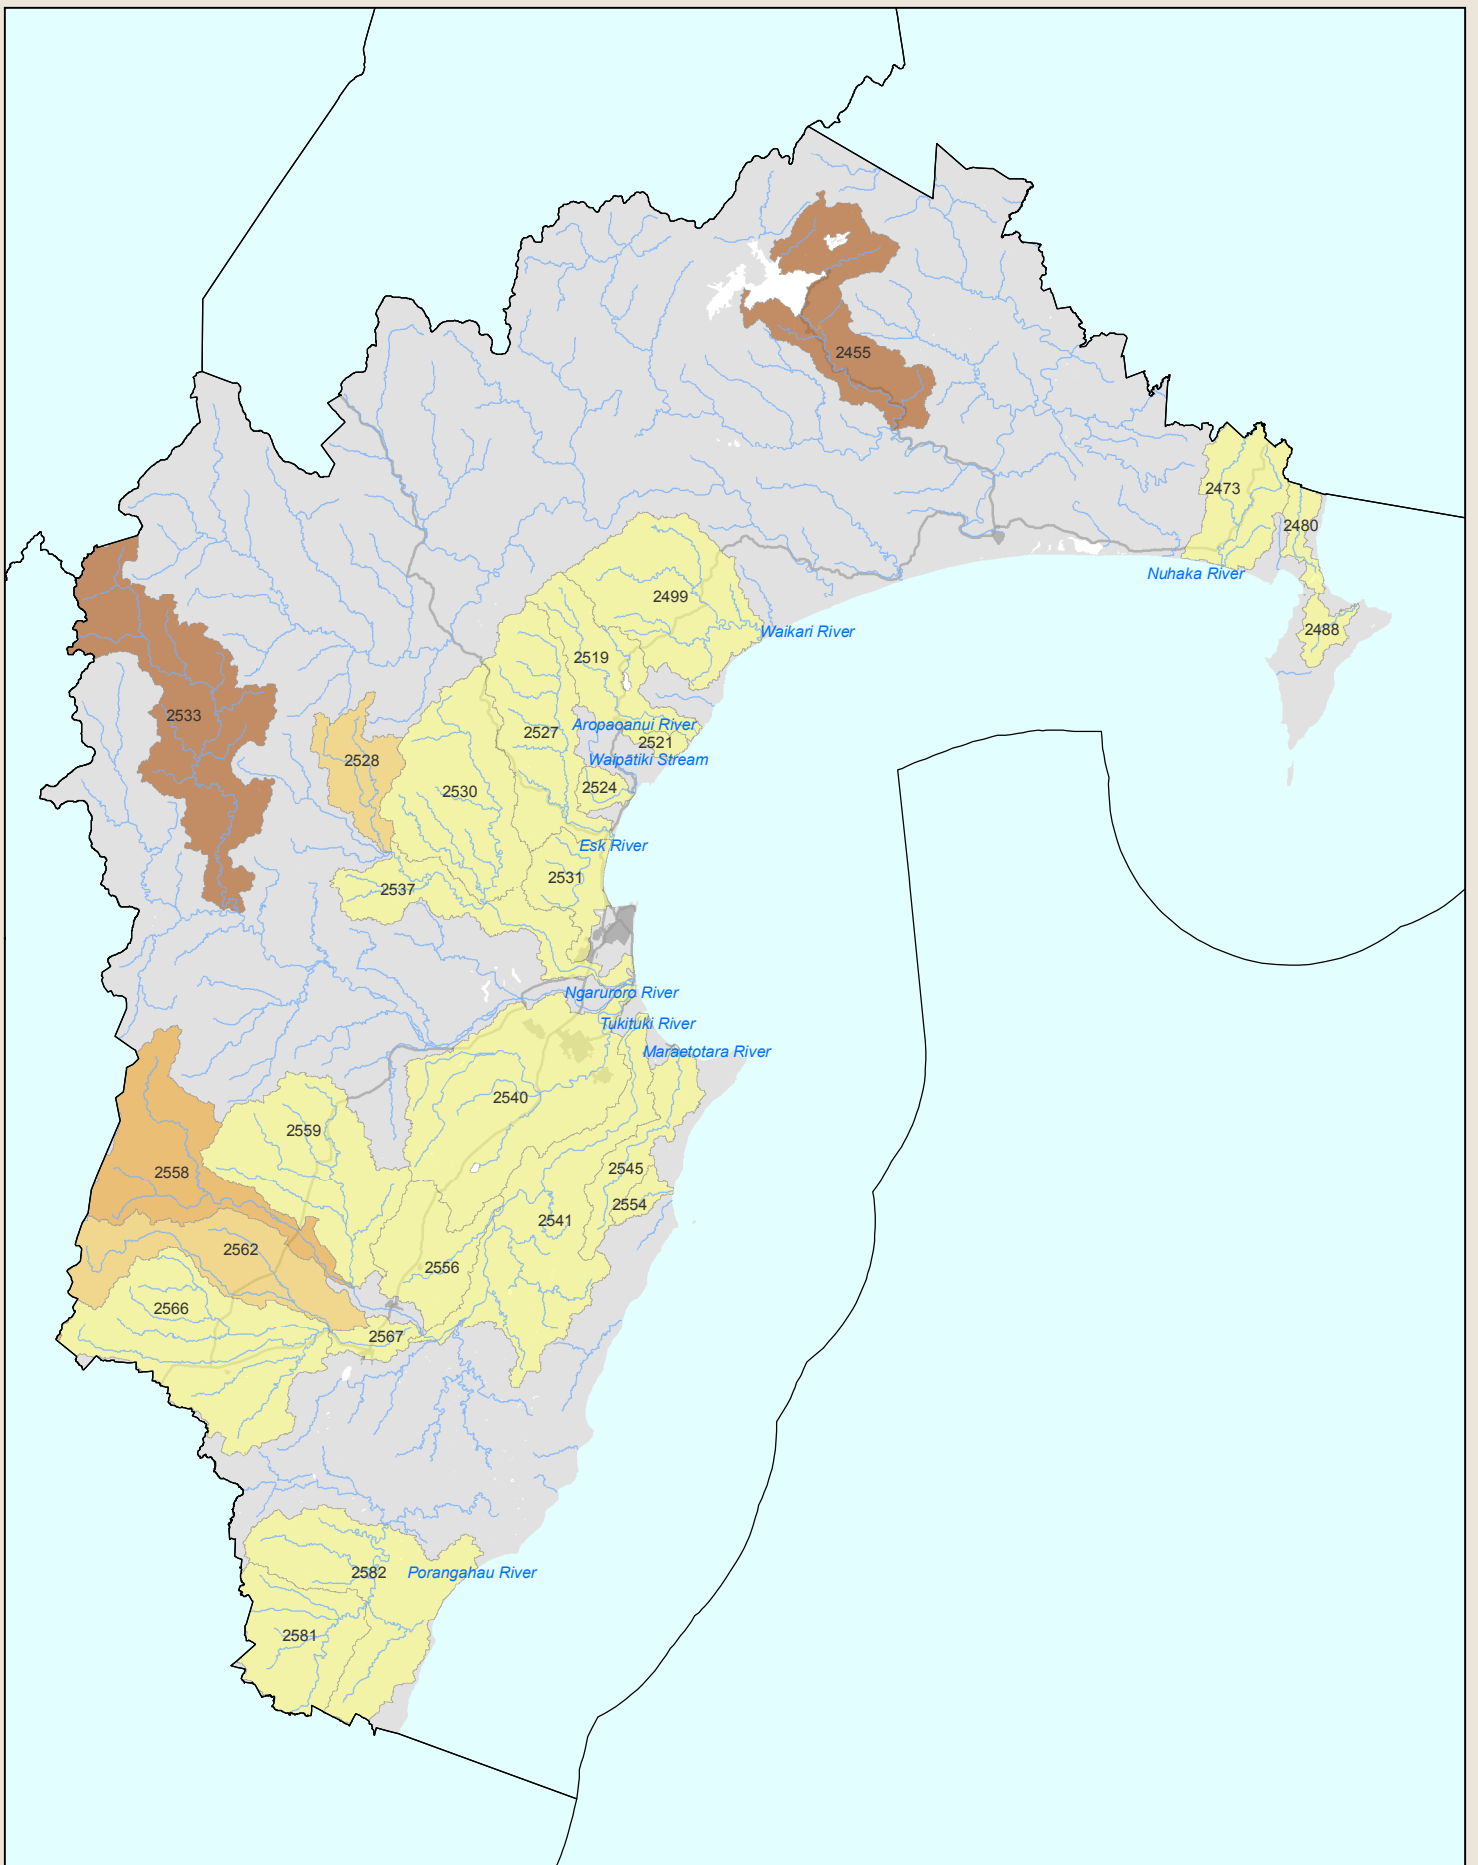 2455
2473
2480
Nuhaka River
2499
2488
Waikari River
2519
2533
Aropaoanui River
2527
2521
2528
Waipātiki Stream
2530
2524
Esk River
2531
2537
Ngaruroro River
Tukituki River
Maraetotara River
2540
2559
2558
2545
2554
2541
2562
2556
2566
2567
2582
Porangahau River
2581